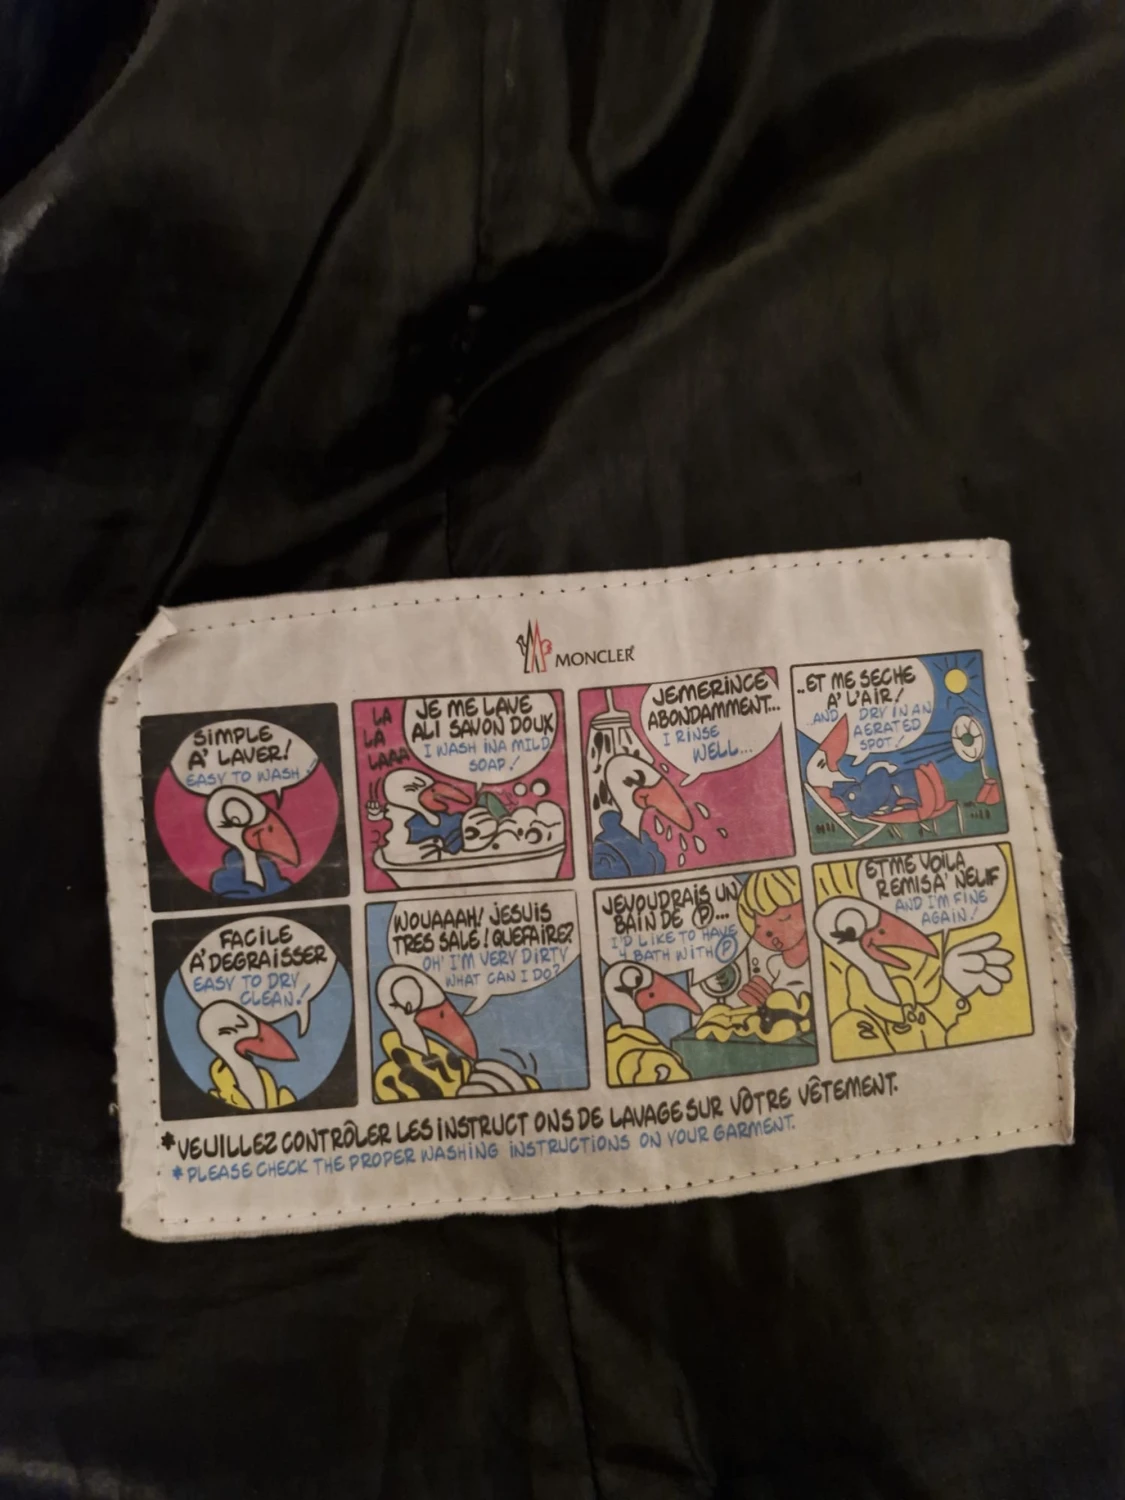 MONCLER
SIMPLE
A' LAVER!
EASY TO WASH!
LA
LA
LAAA
JE ME LAVE
ALI SAVON DOUX
I WASH INA MILD
SOAP!
JEMERINCE
ABONDAMMENT...
I RINSE
WELL...
..ET ME SECHE
A' L'AIR!
..AND DRY IN AN
AERATED
SPOT!
FACILE
A'DEGRAISSER
EASY TO DRY
CLEAN!
WOUAAAH! JESUIS
TRES SALE! QUEFAIRE?
OH' I'M VERY DIRTY
WHAT CAN I DO?
JEVOUDRAIS UN
BAIN DE Ⓟ...
I'D LIKE TO HAVE
A BATH WITH Ⓟ
ET ME VOILA
REMIS A' NEUF
AND I'M FINE
AGAIN!
*VEUILLEZ CONTRÔLER LES INSTRUCT ONS DE LAVAGE SUR VÔTRE VÊTEMENT.
*PLEASE CHECK THE PROPER WASHING INSTRUCTIONS ON YOUR GARMENT.